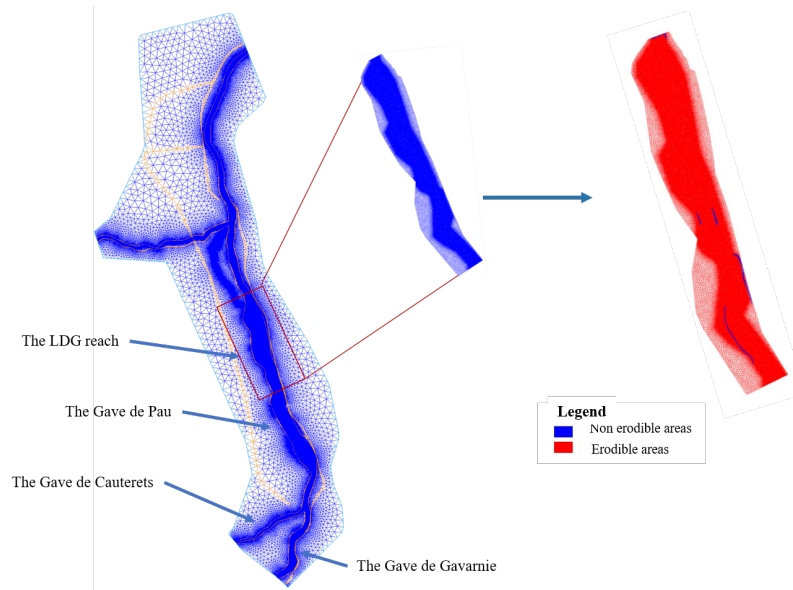 The LDG reach
The Gave de Pau
The Gave de Cauterets
The Gave de Gavarnie
Legend
Non erodible areas
Erodible areas